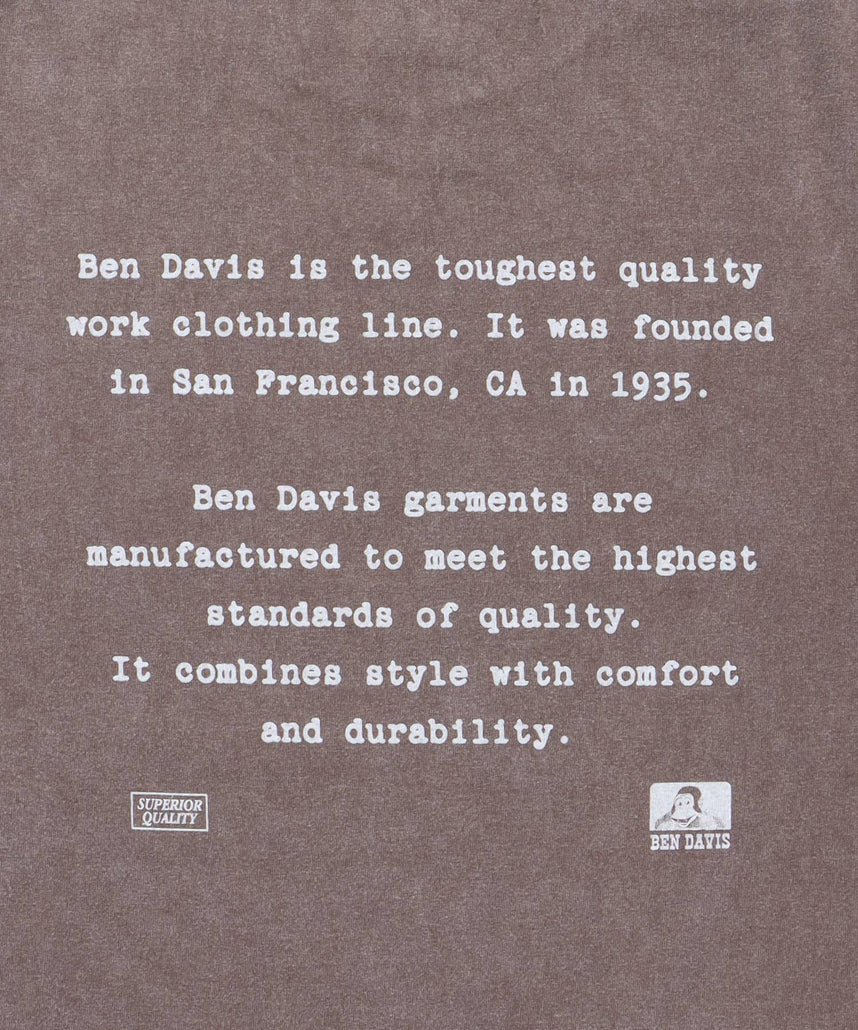 Ben Davis is the toughest quality
work clothing line. It was founded
in San Francisco, CA in 1935.
Ben Davis garments are
manufactured to meet the highest
standards of quality.
It combines style with comfort
and durability.
SUPERIOR
QUALITY
BEN DAVIS